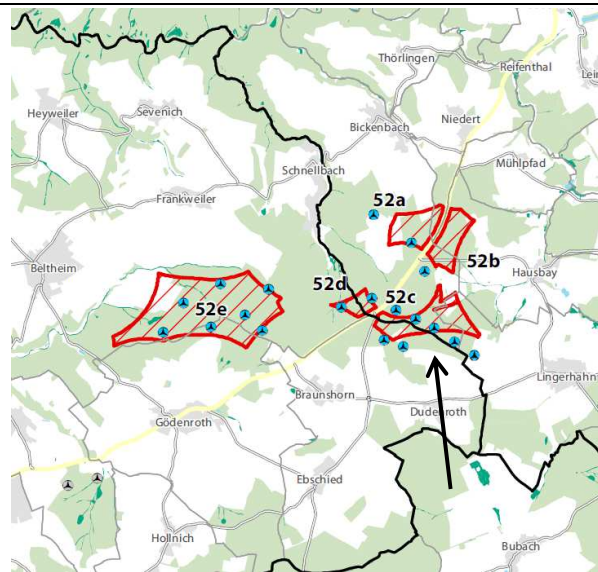 Thörlingen
Reifenthal
Heyweiler
Sevenich
Niedert
Bickenbach
Mühlpfad
Schnellbach
Frankweiler
52a
52b
Beltheim
Hausbay
52d
52c
52e
Braunshorn
Lingerhahn
Dudenroth
Gödenroth
Ebschied
Hollnich
Bubach